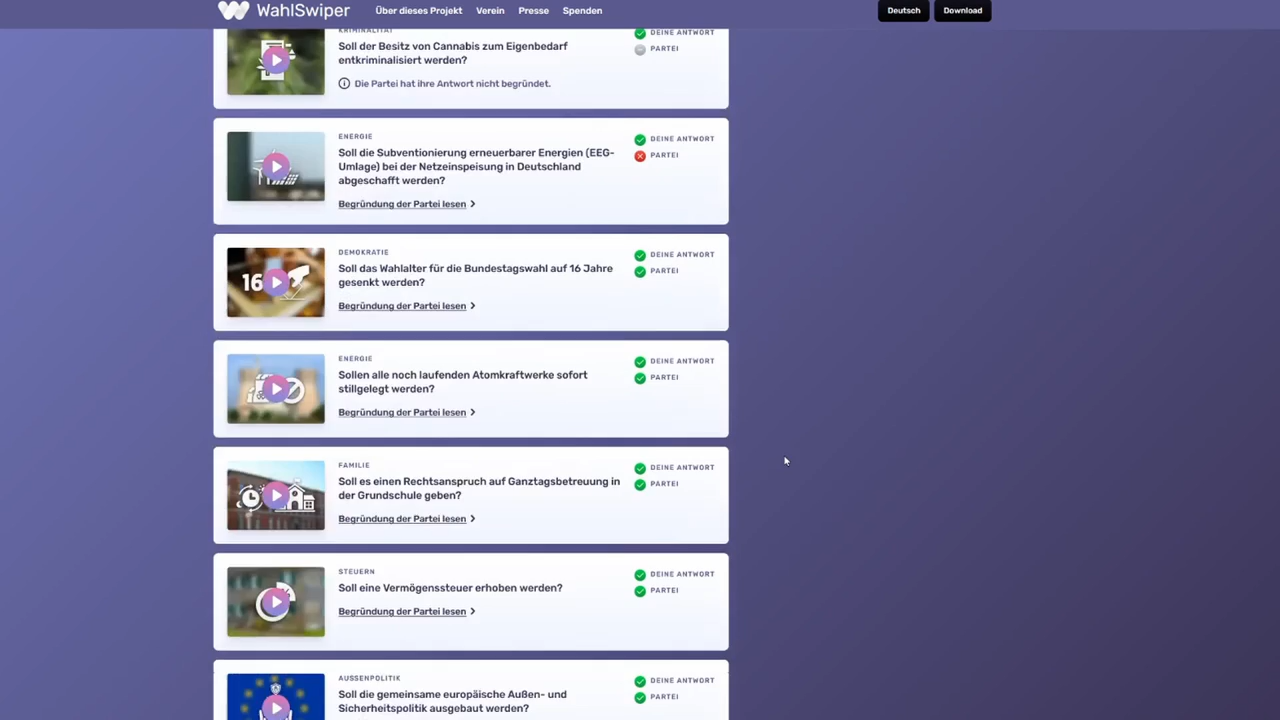 WahlSwiper
Über dieses Projekt
Verein
Presse
Spenden
Deutsch
Download
KRIMINALITÄT
Soll der Besitz von Cannabis zum Eigenbedarf
entkriminalisiert werden?
Die Partei hat ihre Antwort nicht begründet.
DEINE ANTWORT
PARTEI
ENERGIE
Soll die Subventionierung erneuerbarer Energien (EEG-
Umlage) bei der Netzeinspeisung in Deutschland
abgeschafft werden?
Begründung der Partei lesen
DEINE ANTWORT
PARTEI
DEMOKRATIE
16
Soll das Wahlalter für die Bundestagswahl auf 16 Jahre
gesenkt werden?
Begründung der Partei lesen
DEINE ANTWORT
PARTEI
ENERGIE
Sollen alle noch laufenden Atomkraftwerke sofort
stillgelegt werden?
Begründung der Partei lesen
DEINE ANTWORT
PARTEI
FAMILIE
Soll es einen Rechtsanspruch auf Ganztagsbetreuung in
der Grundschule geben?
Begründung der Partei lesen
DEINE ANTWORT
PARTEI
STEUERN
Soll eine Vermögenssteuer erhoben werden?
Begründung der Partei lesen
DEINE ANTWORT
PARTEI
AUSSENPOLITIK
Soll die gemeinsame europäische Außen- und
Sicherheitspolitik ausgebaut werden?
DEINE ANTWORT
PARTEI